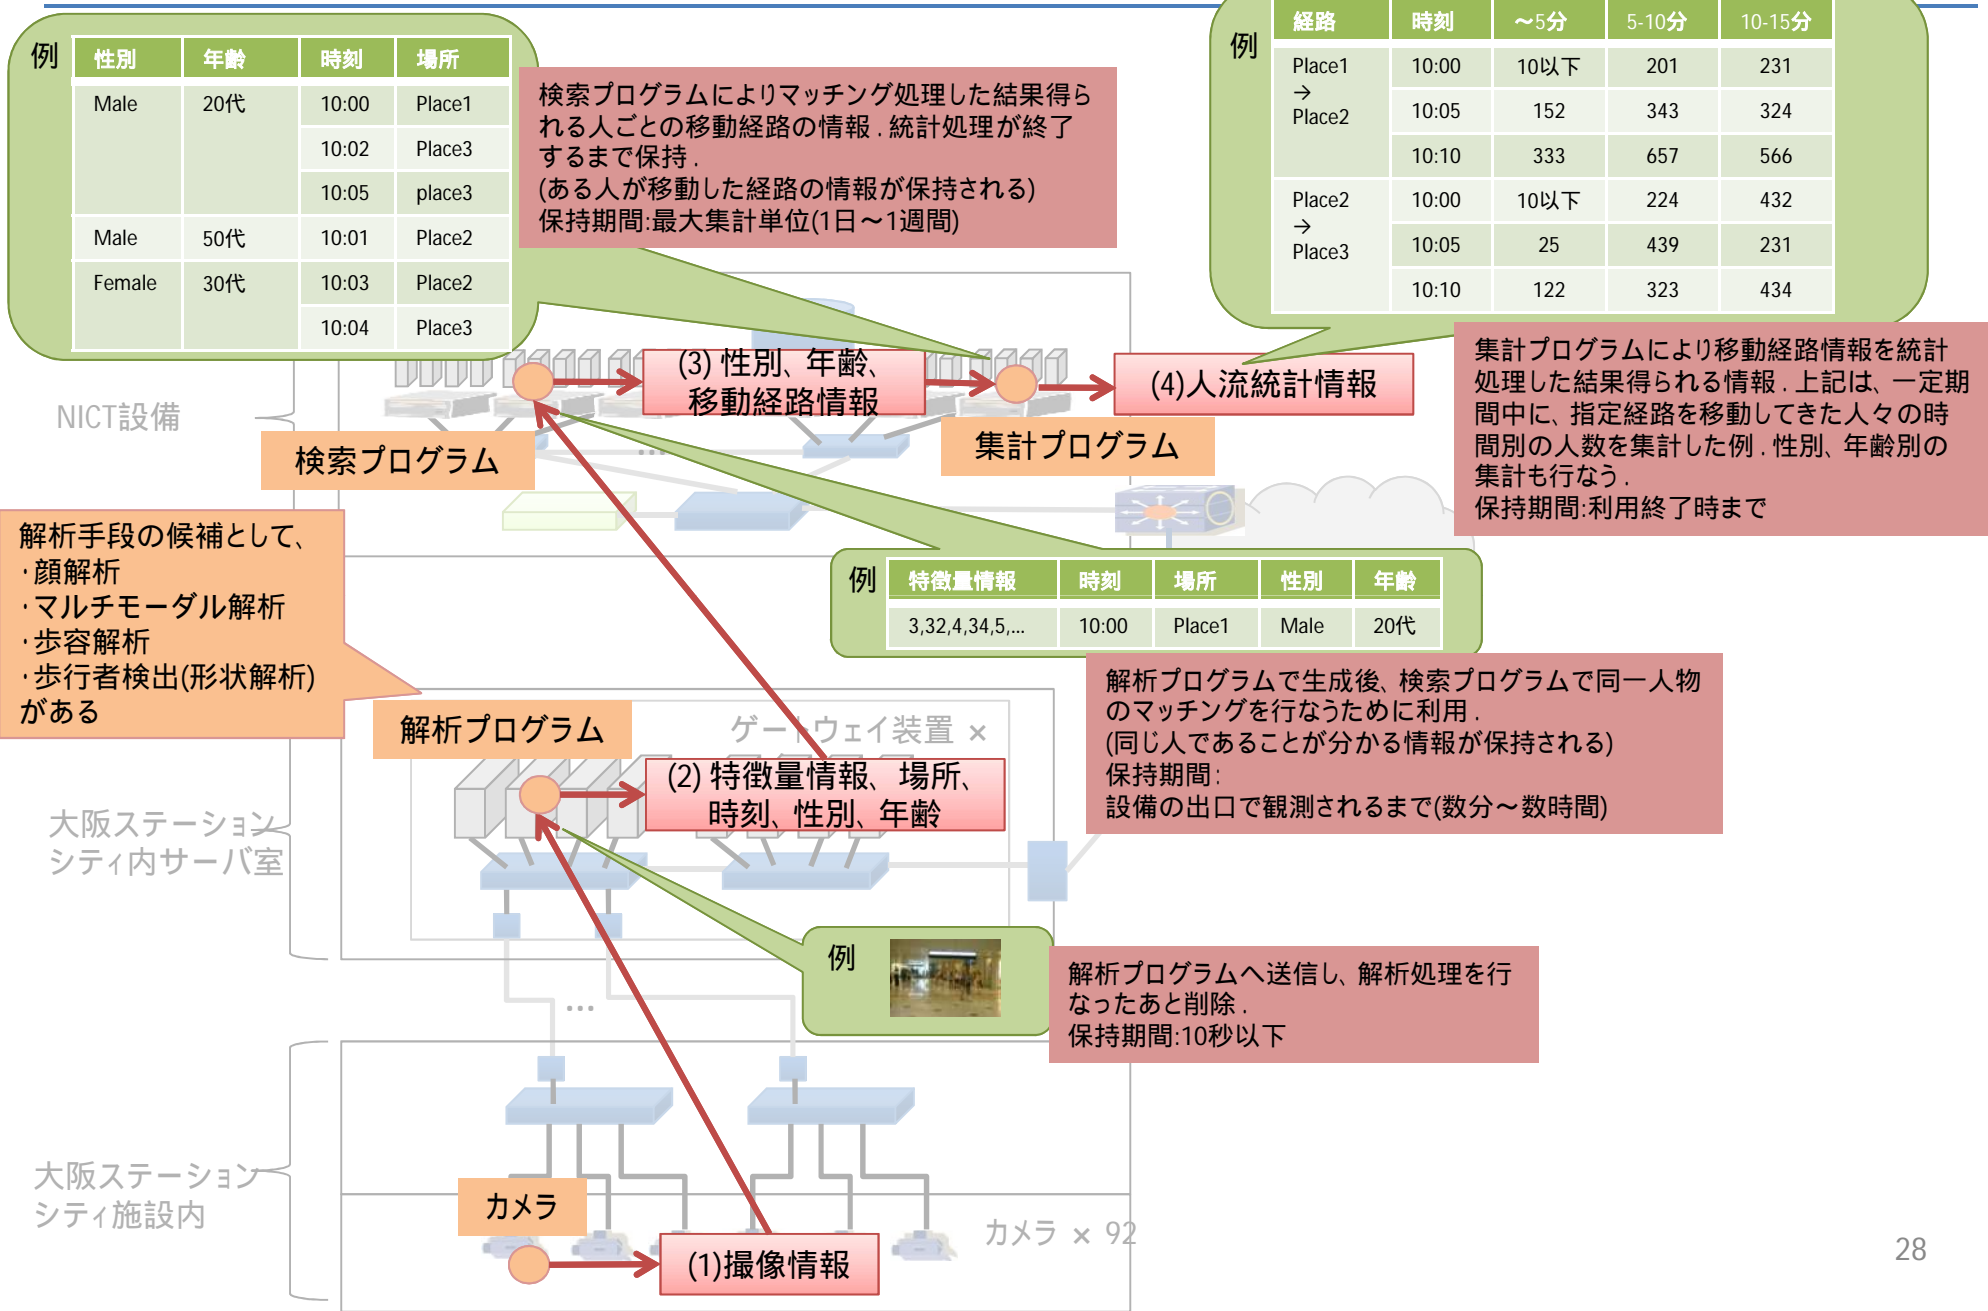 例
性別 年齢 時刻 場所
Male 20代 10:00 Place1
10:02 Place3
10:05 place3
Male 50代 10:01 Place2
Female 30代 10:03 Place2
10:04 Place3
検索プログラムによりマッチング処理した結果得ら
れる人ごとの移動経路の情報．統計処理が終了
するまで保持．
(ある人が移動した経路の情報が保持される)
保持期間:最大集計単位(1日～1週間)
例
経路 時刻 ～5分 5-10分 10-15分
Place1
→
Place2
10:00 10以下 201 231
10:05 152 343 324
10:10 333 657 566
Place2
→
Place3
10:00 10以下 224 432
10:05 25 439 231
10:10 122 323 434
集計プログラムにより移動経路情報を統計
処理した結果得られる情報．上記は、一定期
間中に、指定経路を移動してきた人々の時
間別の人数を集計した例．性別、年齢別の
集計も行なう．
保持期間:利用終了時まで
(3) 性別、年齢、
移動経路情報
(4)人流統計情報
NICT設備
検索プログラム
…
集計プログラム
解析手段の候補として、
・顔解析
・マルチモーダル解析
・歩容解析
・歩行者検出(形状解析)
がある
例
特徴量情報 時刻 場所 性別 年齢
3,32,4,34,5,... 10:00 Place1 Male 20代
解析プログラムで生成後、検索プログラムで同一人物
のマッチングを行なうために利用．
(同じ人であることが分かる情報が保持される)
保持期間：
設備の出口で観測されるまで(数分～数時間)
解析プログラム
ゲートウェイ装置 ×
(2) 特徴量情報、場所、
時刻、性別、年齢
大阪ステーション
シティ内サーバ室
例
解析プログラムへ送信し、解析処理を行
なったあと削除．
保持期間:10秒以下
…
大阪ステーション
シティ施設内
カメラ
カメラ × 92
(1)撮像情報
28